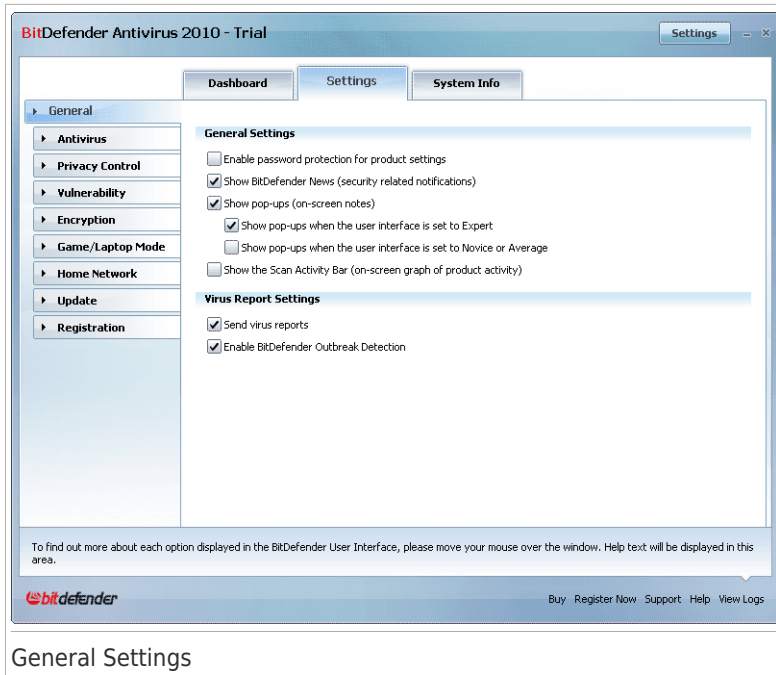 BitDefender Antivirus 2010 - Trial
Settings
Dashboard
Settings
System Info
General
Antivirus
Privacy Control
Vulnerability
Encryption
Game/Laptop Mode
Home Network
Update
Registration
General Settings
Enable password protection for product settings
Show BitDefender News (security related notifications)
Show pop-ups (on-screen notes)
Show pop-ups when the user interface is set to Expert
Show pop-ups when the user interface is set to Novice or Average
Show the Scan Activity Bar (on-screen graph of product activity)
Virus Report Settings
Send virus reports
Enable BitDefender Outbreak Detection
To find out more about each option displayed in the BitDefender User Interface, please move your mouse over the window. Help text will be displayed in this
area.
bitdefender
Buy Register Now Support Help View Logs
General Settings